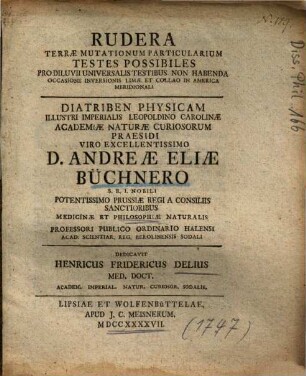 RUDERA
TERRÆ MUTATIONUM PARTICULARIUM
TESTES POSSIBILES
PRO DILUVII UNIVERSALIS TESTIBUS NON HABENDA
OCCASIONE INVERSIONIS LIMÆ ET COLLAO IN AMERICA
MERIDIONALI
DIATRIBEN PHYSICAM
ILLUSTRI IMPERIALIS LEOPOLDINO CAROLINÆ
ACADEMIÆ NATURÆ CURIOSORUM
PRAESIDI
VIRO EXCELLENTISSIMO
D. ANDREÆ ELIÆ
BÜCHNERO
S. R. I. NOBILI
POTENTISSIMO PRUSSIÆ REGI A CONSILIIS
SANCTIORIBUS
MEDICINÆ ET PHILOSOPHIÆ NATURALIS
PROFESSORI PUBLICO ORDINARIO HALENSI
ACAD. SCIENTIAR. REG. BEROLINENSIS SODALI
DEDICAVIT
HENRICUS FRIDERICUS DELIUS
MED. DOCT.
ACADEM. IMPERIAL. NATUR. CURIOSOR. SODALIS.
LIPSIAE ET WOLFENBüTTELAE,
APUD J. C. MEISNERUM.
MDCCXXXXVII.
(1747)